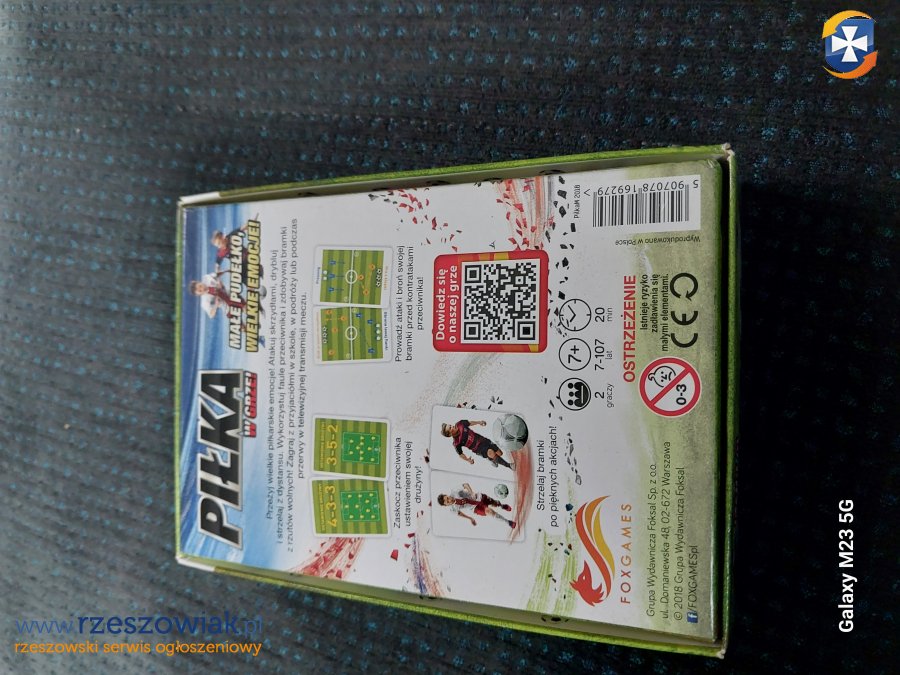 PIŁKA
W GRZE!
MAŁE PUDEŁKO,
WIELKIE EMOCJE!
Przeżyj wielkie piłkarskie emocje! Atakuj skrzydłami, drybluj
i strzelaj z dystansu. Wykorzystuj faule przeciwnika i zdobywaj bramki
z rzutów wolnych! Zagraj z przyjaciółmi w szkole, w podróży lub podczas
przerwy w telewizyjnej transmisji meczu.
4-3-3
3-5-2
Zaskocz przeciwnika
ustawieniem swojej
drużyny!
Prowadź ataki i broń swojej
bramki przed kontratakami
przeciwnika!
Strzelaj bramki
po pięknych akcjach!
Dowiedz się
o naszej grze
2
graczy
7+
7-107
lat
20
min
FOXGAMES
Grupa Wydawnicza Foksal Sp. z o.o.
ul. Domaniewska 48, 02-672 Warszawa
© 2018 Grupa Wydawnicza Foksal
f/FOXGAMESpl
0-3
OSTRZEŻENIE
Istnieje ryzyko
zadławienia się
małymi elementami.
CE
Wyprodukowano w Polsce
5 907078 169279
PiłkaM 2018
www.rzeszowiak.pl
rzeszowski serwis ogłoszeniowy
Galaxy M23 5G